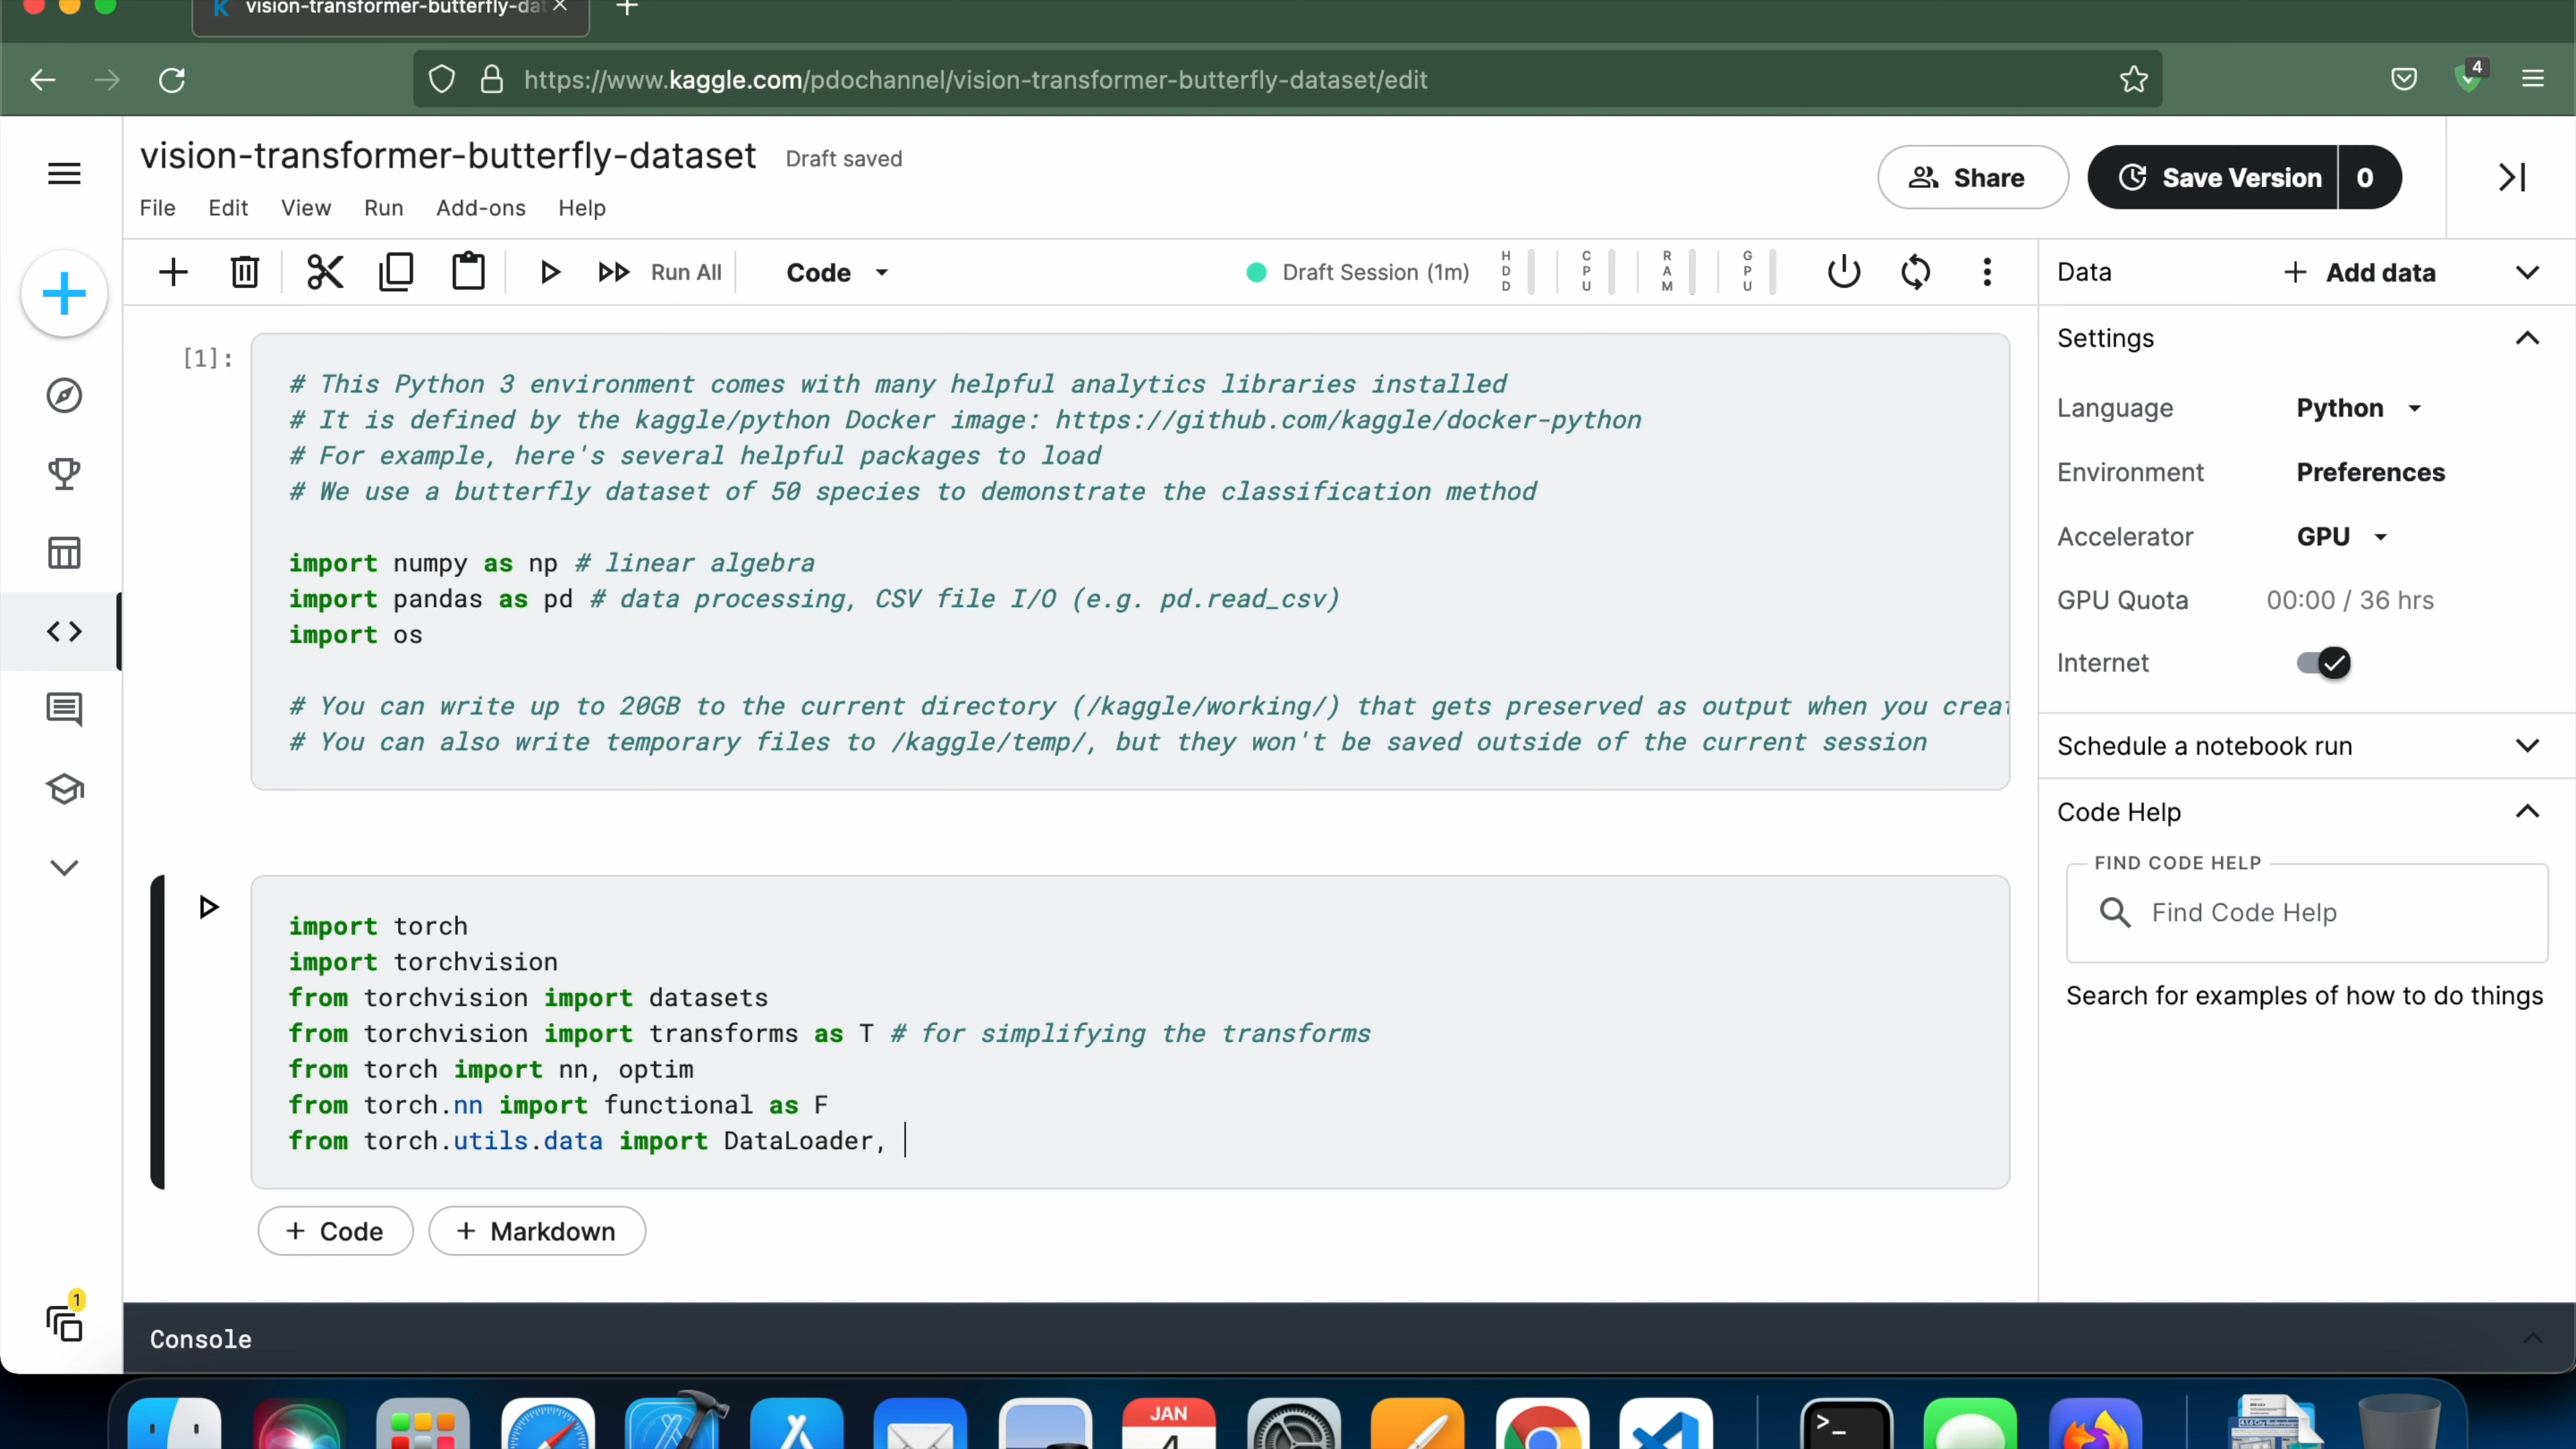 vision-transformer-butterfly-dat
https://www.kaggle.com/pdochannel/vision-transformer-butterfly-dataset/edit
4
vision-transformer-butterfly-dataset
Draft saved
Share
Save Version
0
File
Edit
View
Run
Add-ons
Help
Run All
Code
Draft Session (1m)
HDD
CPU
RAM
GPU
Data
Add data
[1]:
# This Python 3 environment comes with many helpful analytics libraries installed
# It is defined by the kaggle/python Docker image: https://github.com/kaggle/docker-python
# For example, here's several helpful packages to load
# We use a butterfly dataset of 50 species to demonstrate the classification method
import numpy as np # linear algebra
import pandas as pd # data processing, CSV file I/O (e.g. pd.read_csv)
import os
# You can write up to 20GB to the current directory (/kaggle/working/) that gets preserved as output when you creat
# You can also write temporary files to /kaggle/temp/, but they won't be saved outside of the current session
import torch
import torchvision
from torchvision import datasets
from torchvision import transforms as T # for simplifying the transforms
from torch import nn, optim
from torch.nn import functional as F
from torch.utils.data import DataLoader,
+ Code
+ Markdown
Settings
Language
Python
Environment
Preferences
Accelerator
GPU
GPU Quota
00:00 / 36 hrs
Internet
Schedule a notebook run
Code Help
FIND CODE HELP
Find Code Help
Search for examples of how to do things
1
Console
JAN
4